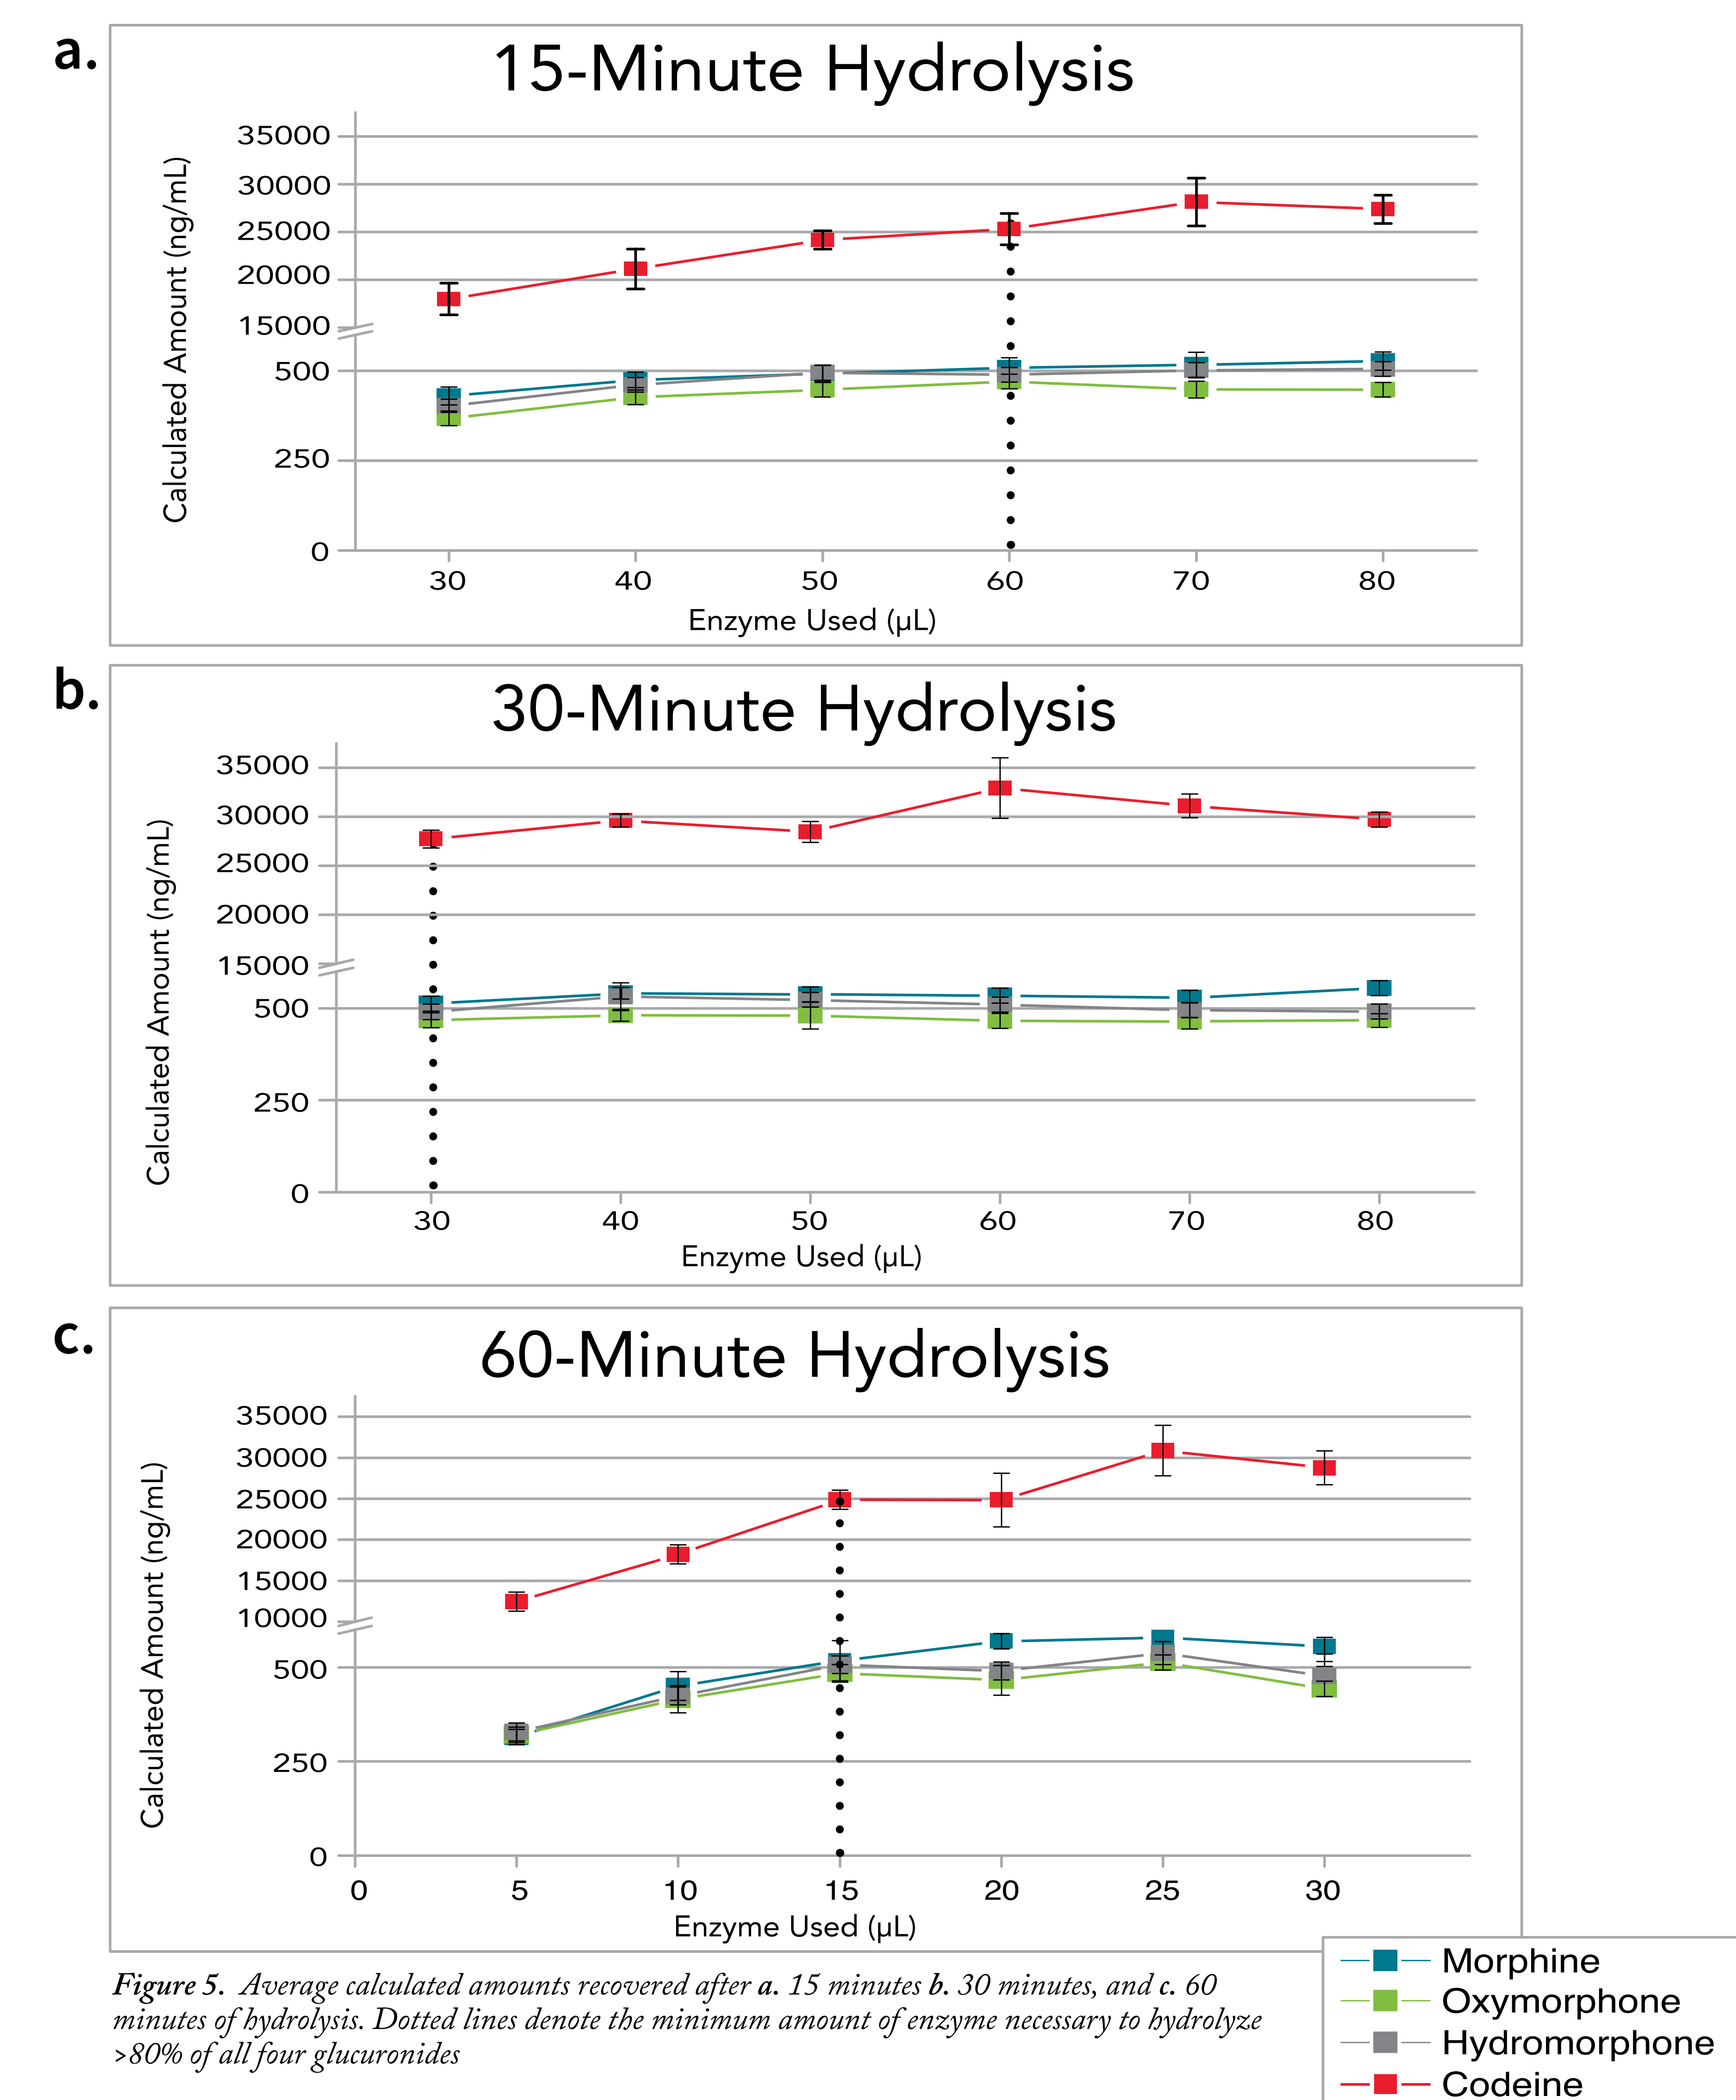 a.
15-Minute Hydrolysis
Calculated Amount (ng/mL)
35000
30000
25000
20000
15000
500
250
0
30 40 50 60 70 80
Enzyme Used (µL)
b.
30-Minute Hydrolysis
Calculated Amount (ng/mL)
35000
30000
25000
20000
15000
500
250
0
30 40 50 60 70 80
Enzyme Used (µL)
c.
60-Minute Hydrolysis
Calculated Amount (ng/mL)
35000
30000
25000
20000
15000
10000
500
250
0
0 5 10 15 20 25 30
Enzyme Used (µL)
Morphine
Oxymorphone
Hydromorphone
Codeine
Figure 5. Average calculated amounts recovered after a. 15 minutes b. 30 minutes, and c. 60
minutes of hydrolysis. Dotted lines denote the minimum amount of enzyme necessary to hydrolyze
>80% of all four glucuronides